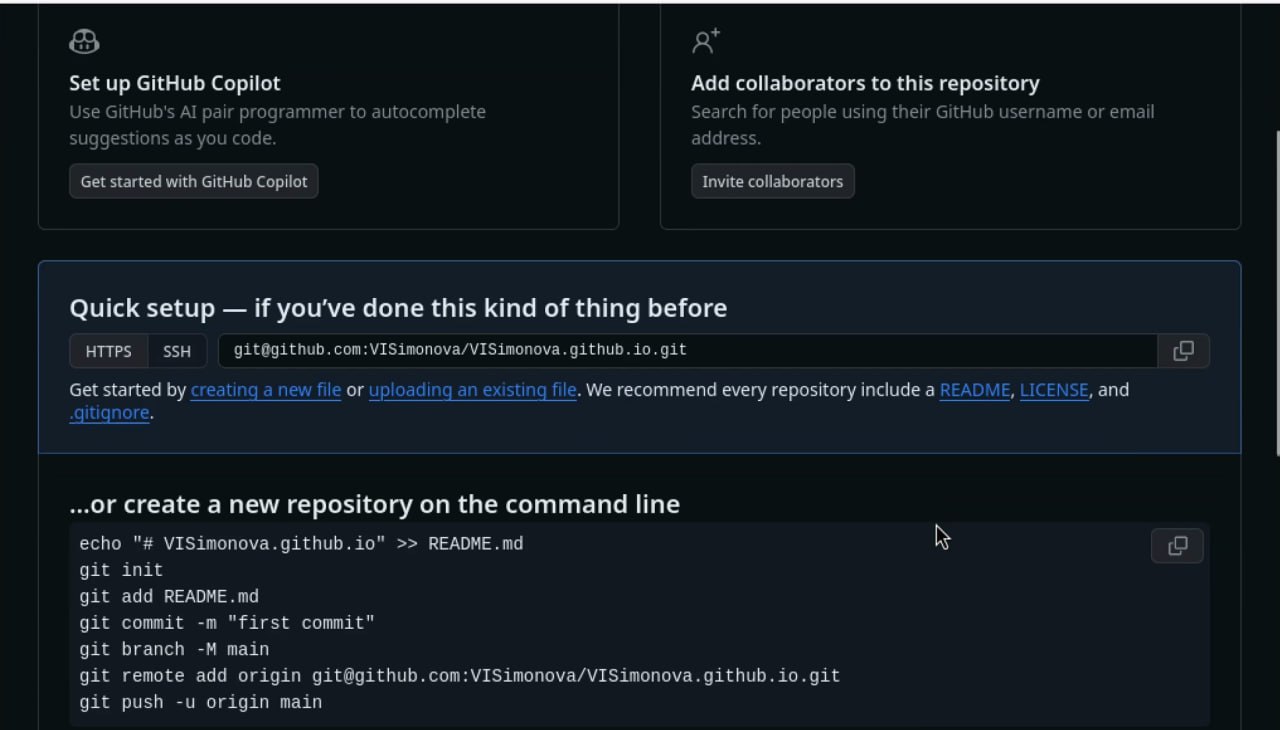 Set up GitHub Copilot
Use GitHub's AI pair programmer to autocomplete
suggestions as you code.
Get started with GitHub Copilot
Add collaborators to this repository
Search for people using their GitHub username or email
address.
Invite collaborators
Quick setup — if you’ve done this kind of thing before
HTTPS SSH git@github.com:VISimonova/VISimonova.github.io.git
Get started by creating a new file or uploading an existing file. We recommend every repository include a README, LICENSE, and
.gitignore.
...or create a new repository on the command line
echo "# VISimonova.github.io" >> README.md
git init
git add README.md
git commit -m "first commit"
git branch -M main
git remote add origin git@github.com:VISimonova/VISimonova.github.io.git
git push -u origin main